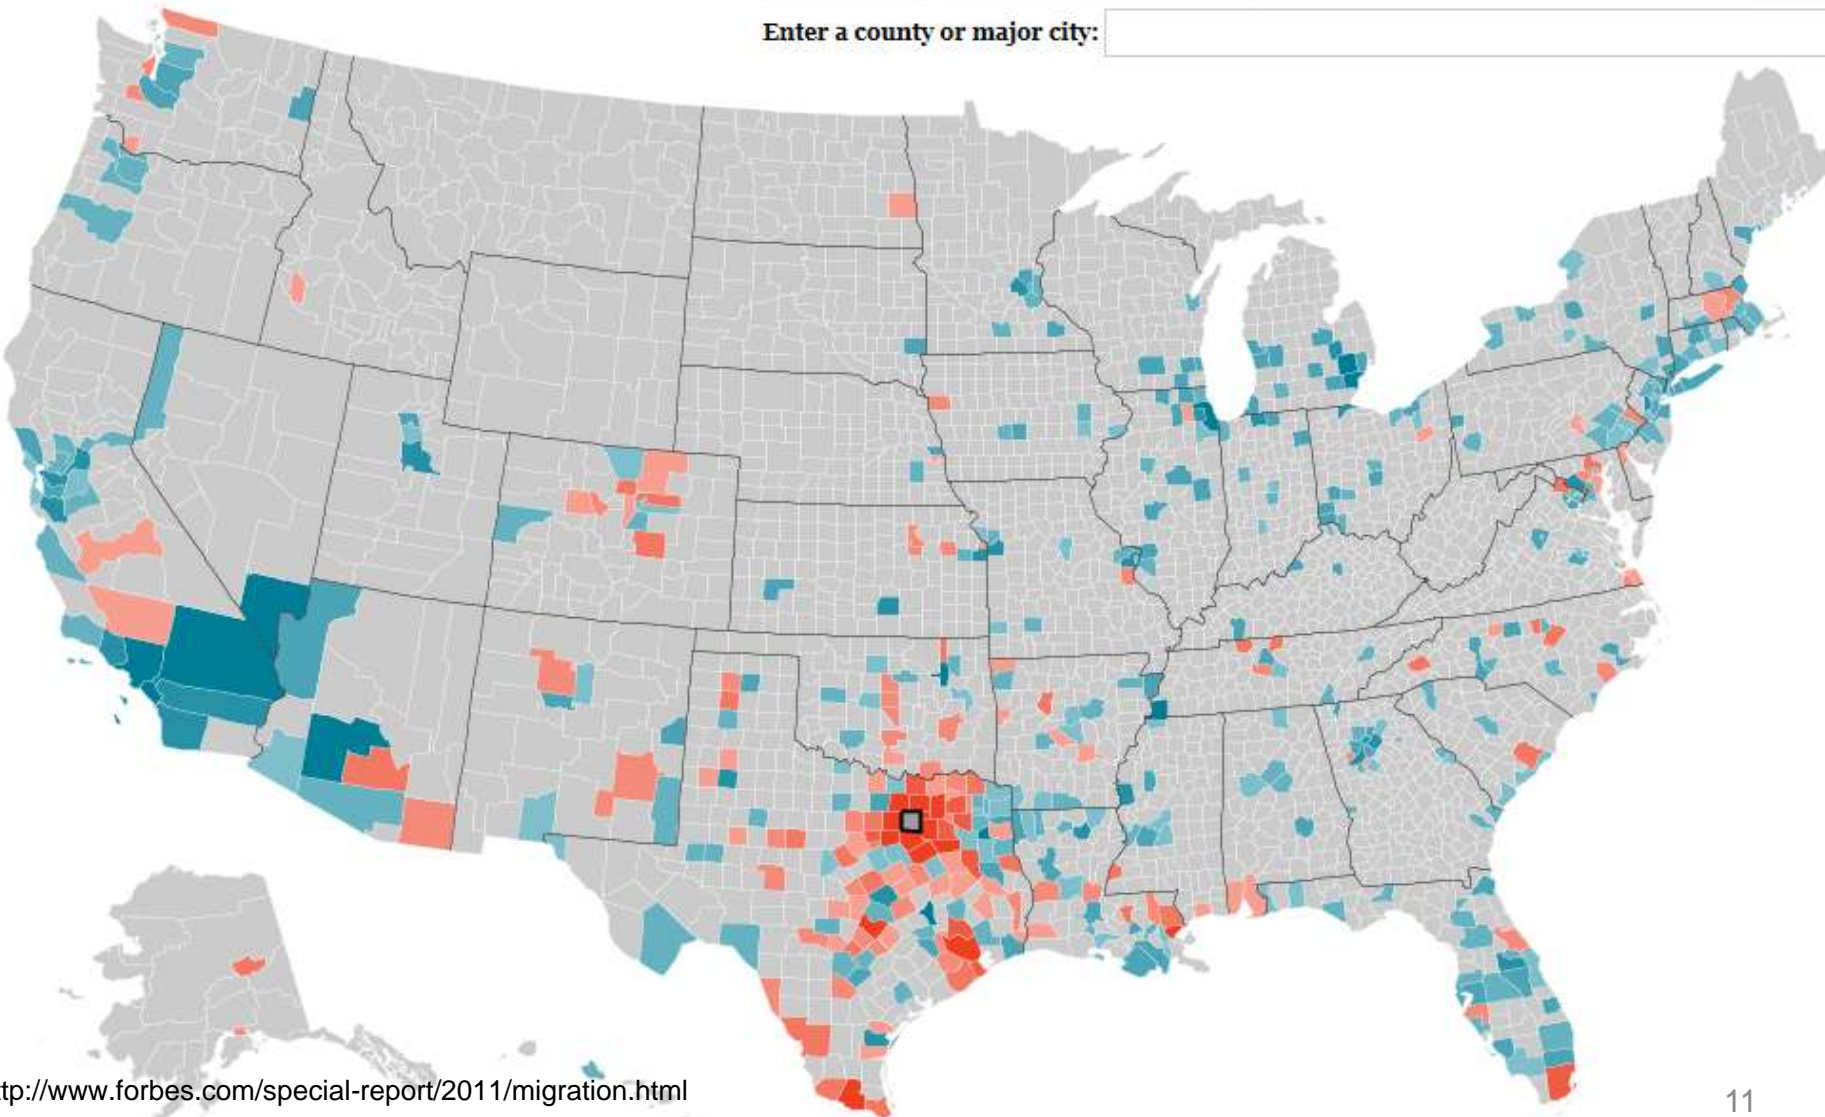 Enter a county or major city:
tp://www.forbes.com/special-report/2011/migration.html
11